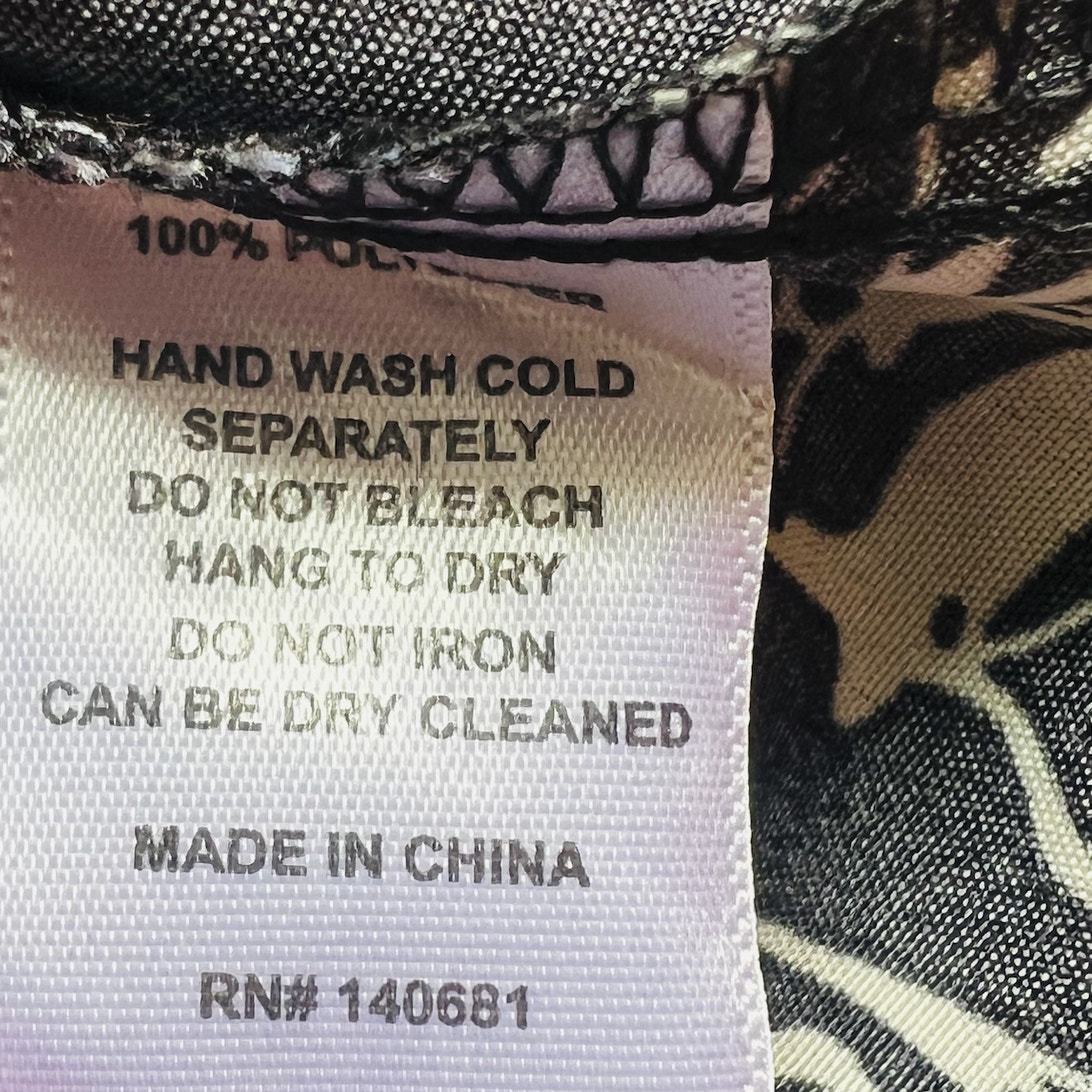 100% POLYESTER
HAND WASH COLD
SEPARATELY
DO NOT BLEACH
HANG TO DRY
DO NOT IRON
CAN BE DRY CLEANED
MADE IN CHINA
RN# 140681